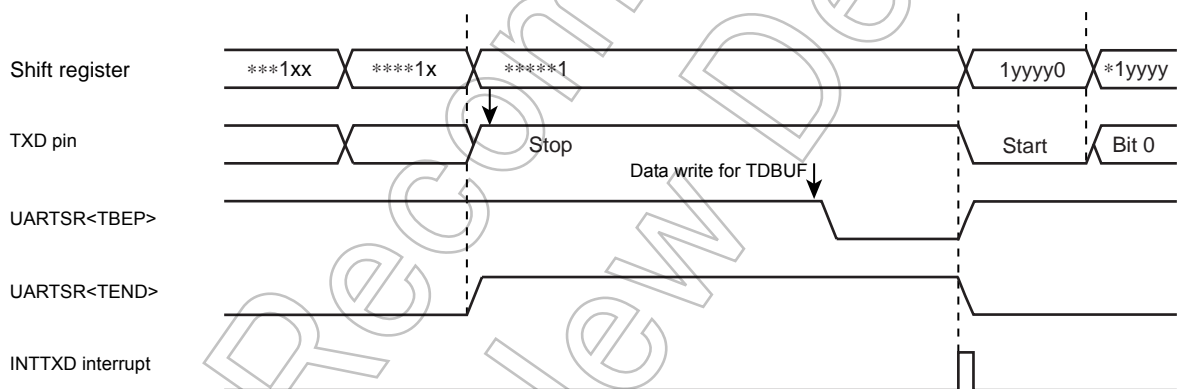 Shift register ***1xx ****1x *****1 1yyyy0 *1yyyy
TXD pin Stop Start Bit 0
Data write for TDBUF
UARTSR<TBEP>
UARTSR<TEND>
INTTXD interrupt